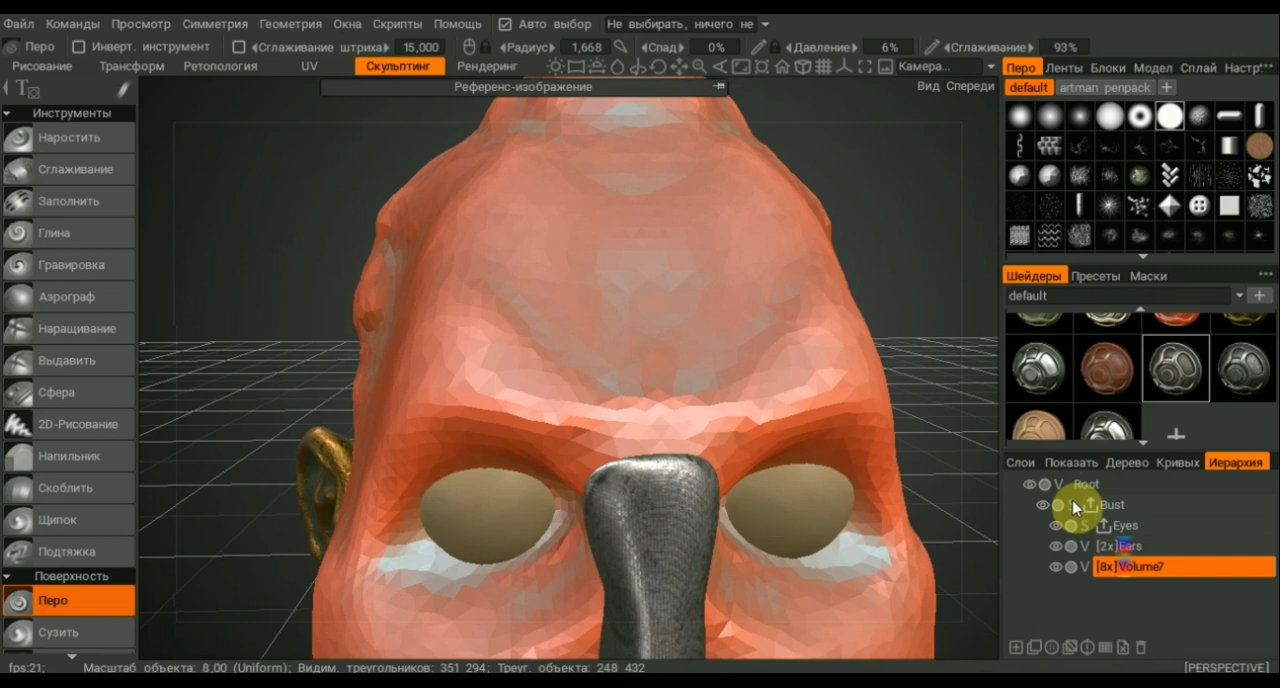 Файл Команды Просмотр Симметрия Геометрия Окна Скрипты Помощь Авто выбор Не выбирать, ничего не
Перо Инверт. инструмент Сглаживание штриха 15,000 Радиус 1,668 Спад 0% Давление 6% Сглаживание 93%
Рисование Трансформ Ретопология UV Скульптинг Рендеринг Камера...
Перо Ленты Блоки Модел Сплай Настр
Референс-изображение
Вид Спереди
default artman penpack +
Инструменты
Наростить
Сглаживание
Заполнить
Глина
Гравировка
Аэрограф
Наращивание
Выдавить
Сфера
2D-Рисование
Напильник
Скоблить
Щипок
Подтяжка
Поверхность
Перо
Сузить
Шейдеры Пресеты Маски
default
Слои Показать Дерево Кривых Иерархия
V Root
S Bust
S Eyes
V [2x]Ears
V [8x]Volume7
fps:21; Масштаб объекта: 8,00 (Uniform); Видим. треугольников: 351 294; Треуг. объекта: 248 432
[PERSPECTIVE]